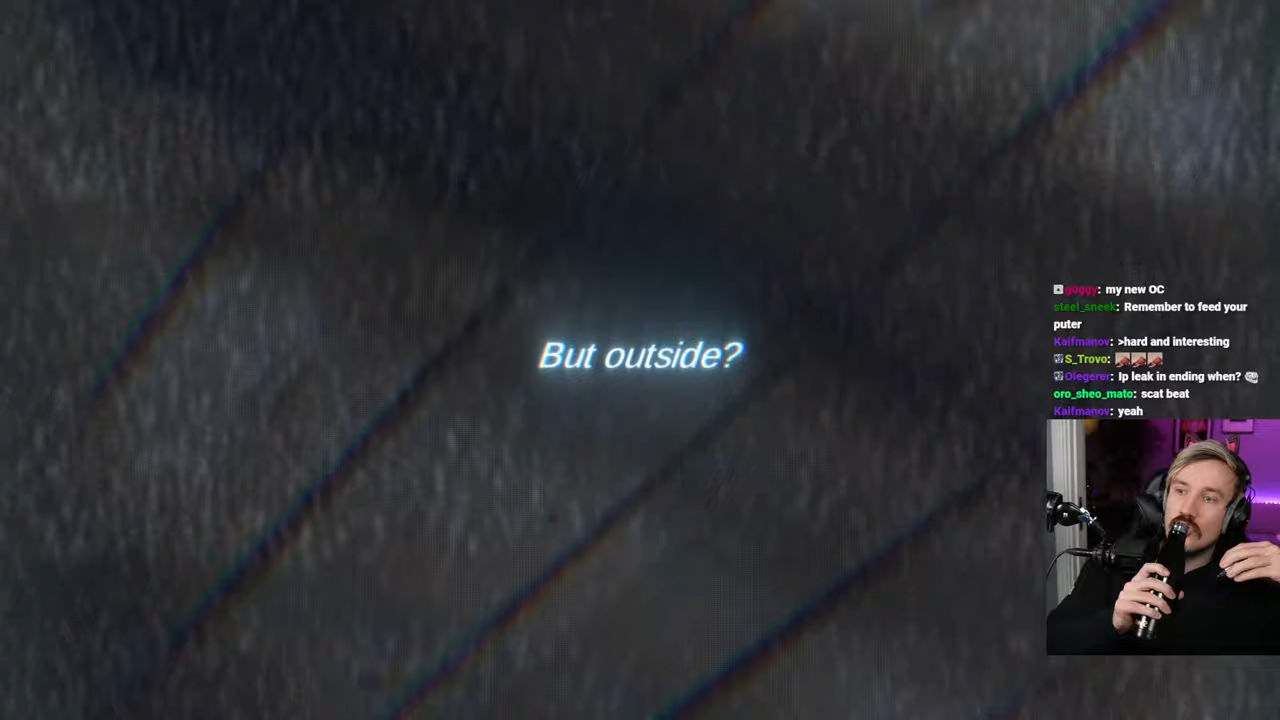 But outside?
g0ggy: my new OC
steel_sneek: Remember to feed your
puter
Kaifmanov: >hard and interesting
S_Trovo:
Olegerer: Ip leak in ending when?
oro_sheo_mato: scat beat
Kaifmanov: yeah